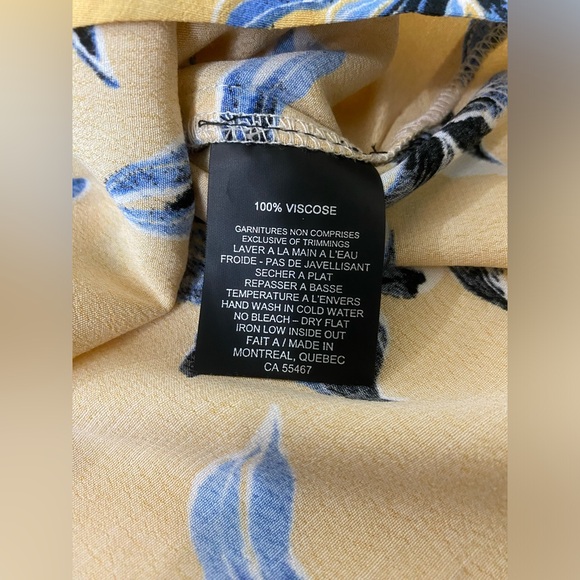 100% VISCOSE
GARNITURES NON COMPRISES
EXCLUSIVE OF TRIMMINGS
LAVER A LA MAIN A L'EAU
FROIDE - PAS DE JAVELLISANT
SECHER A PLAT
REPASSER A BASSE
TEMPERATURE A L'ENVERS
HAND WASH IN COLD WATER
NO BLEACH – DRY FLAT
IRON LOW INSIDE OUT
FAIT A / MADE IN
MONTREAL, QUEBEC
CA 55467